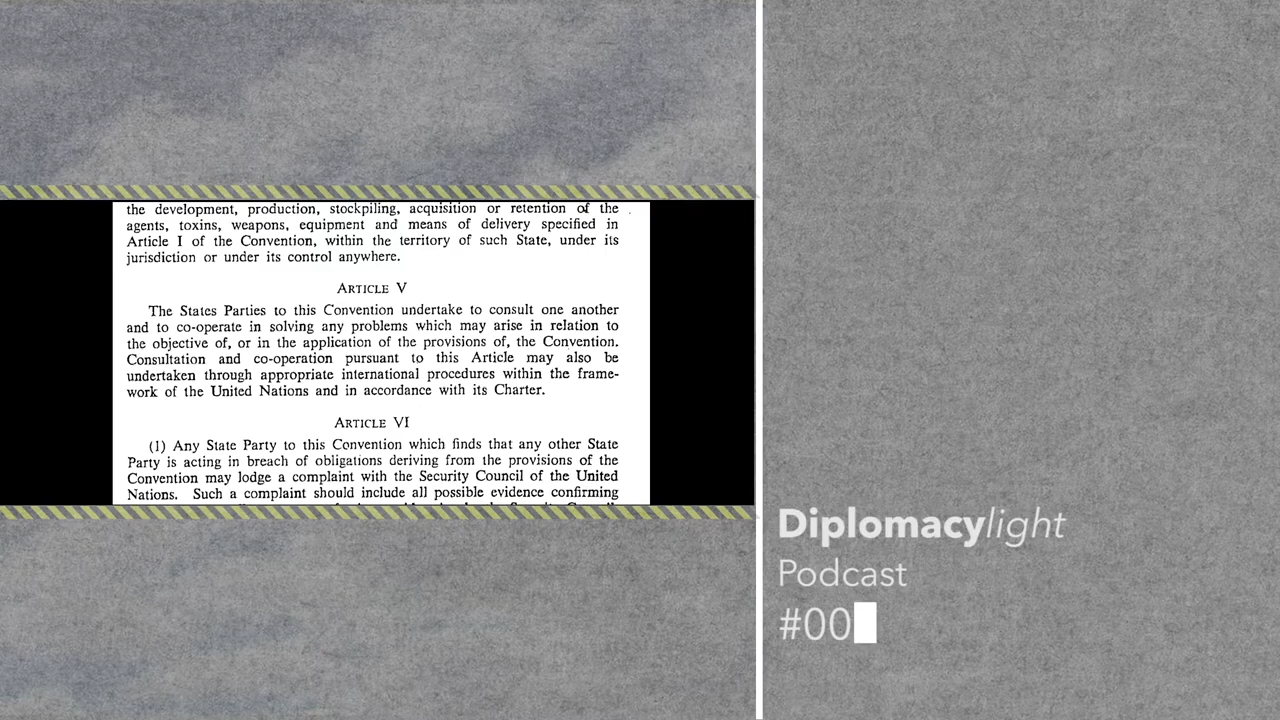 the development, production, stockpiling, acquisition or retention of the
agents, toxins, weapons, equipment and means of delivery specified in
Article I of the Convention, within the territory of such State, under its
jurisdiction or under its control anywhere.
ARTICLE V
The States Parties to this Convention undertake to consult one another
and to co-operate in solving any problems which may arise in relation to
the objective of, or in the application of the provisions of, the Convention.
Consultation and co-operation pursuant to this Article may also be
undertaken through appropriate international procedures within the frame-
work of the United Nations and in accordance with its Charter.
ARTICLE VI
(1) Any State Party to this Convention which finds that any other State
Party is acting in breach of obligations deriving from the provisions of the
Convention may lodge a complaint with the Security Council of the United
Nations. Such a complaint should include all possible evidence confirming
Diplomacylight
Podcast
#00